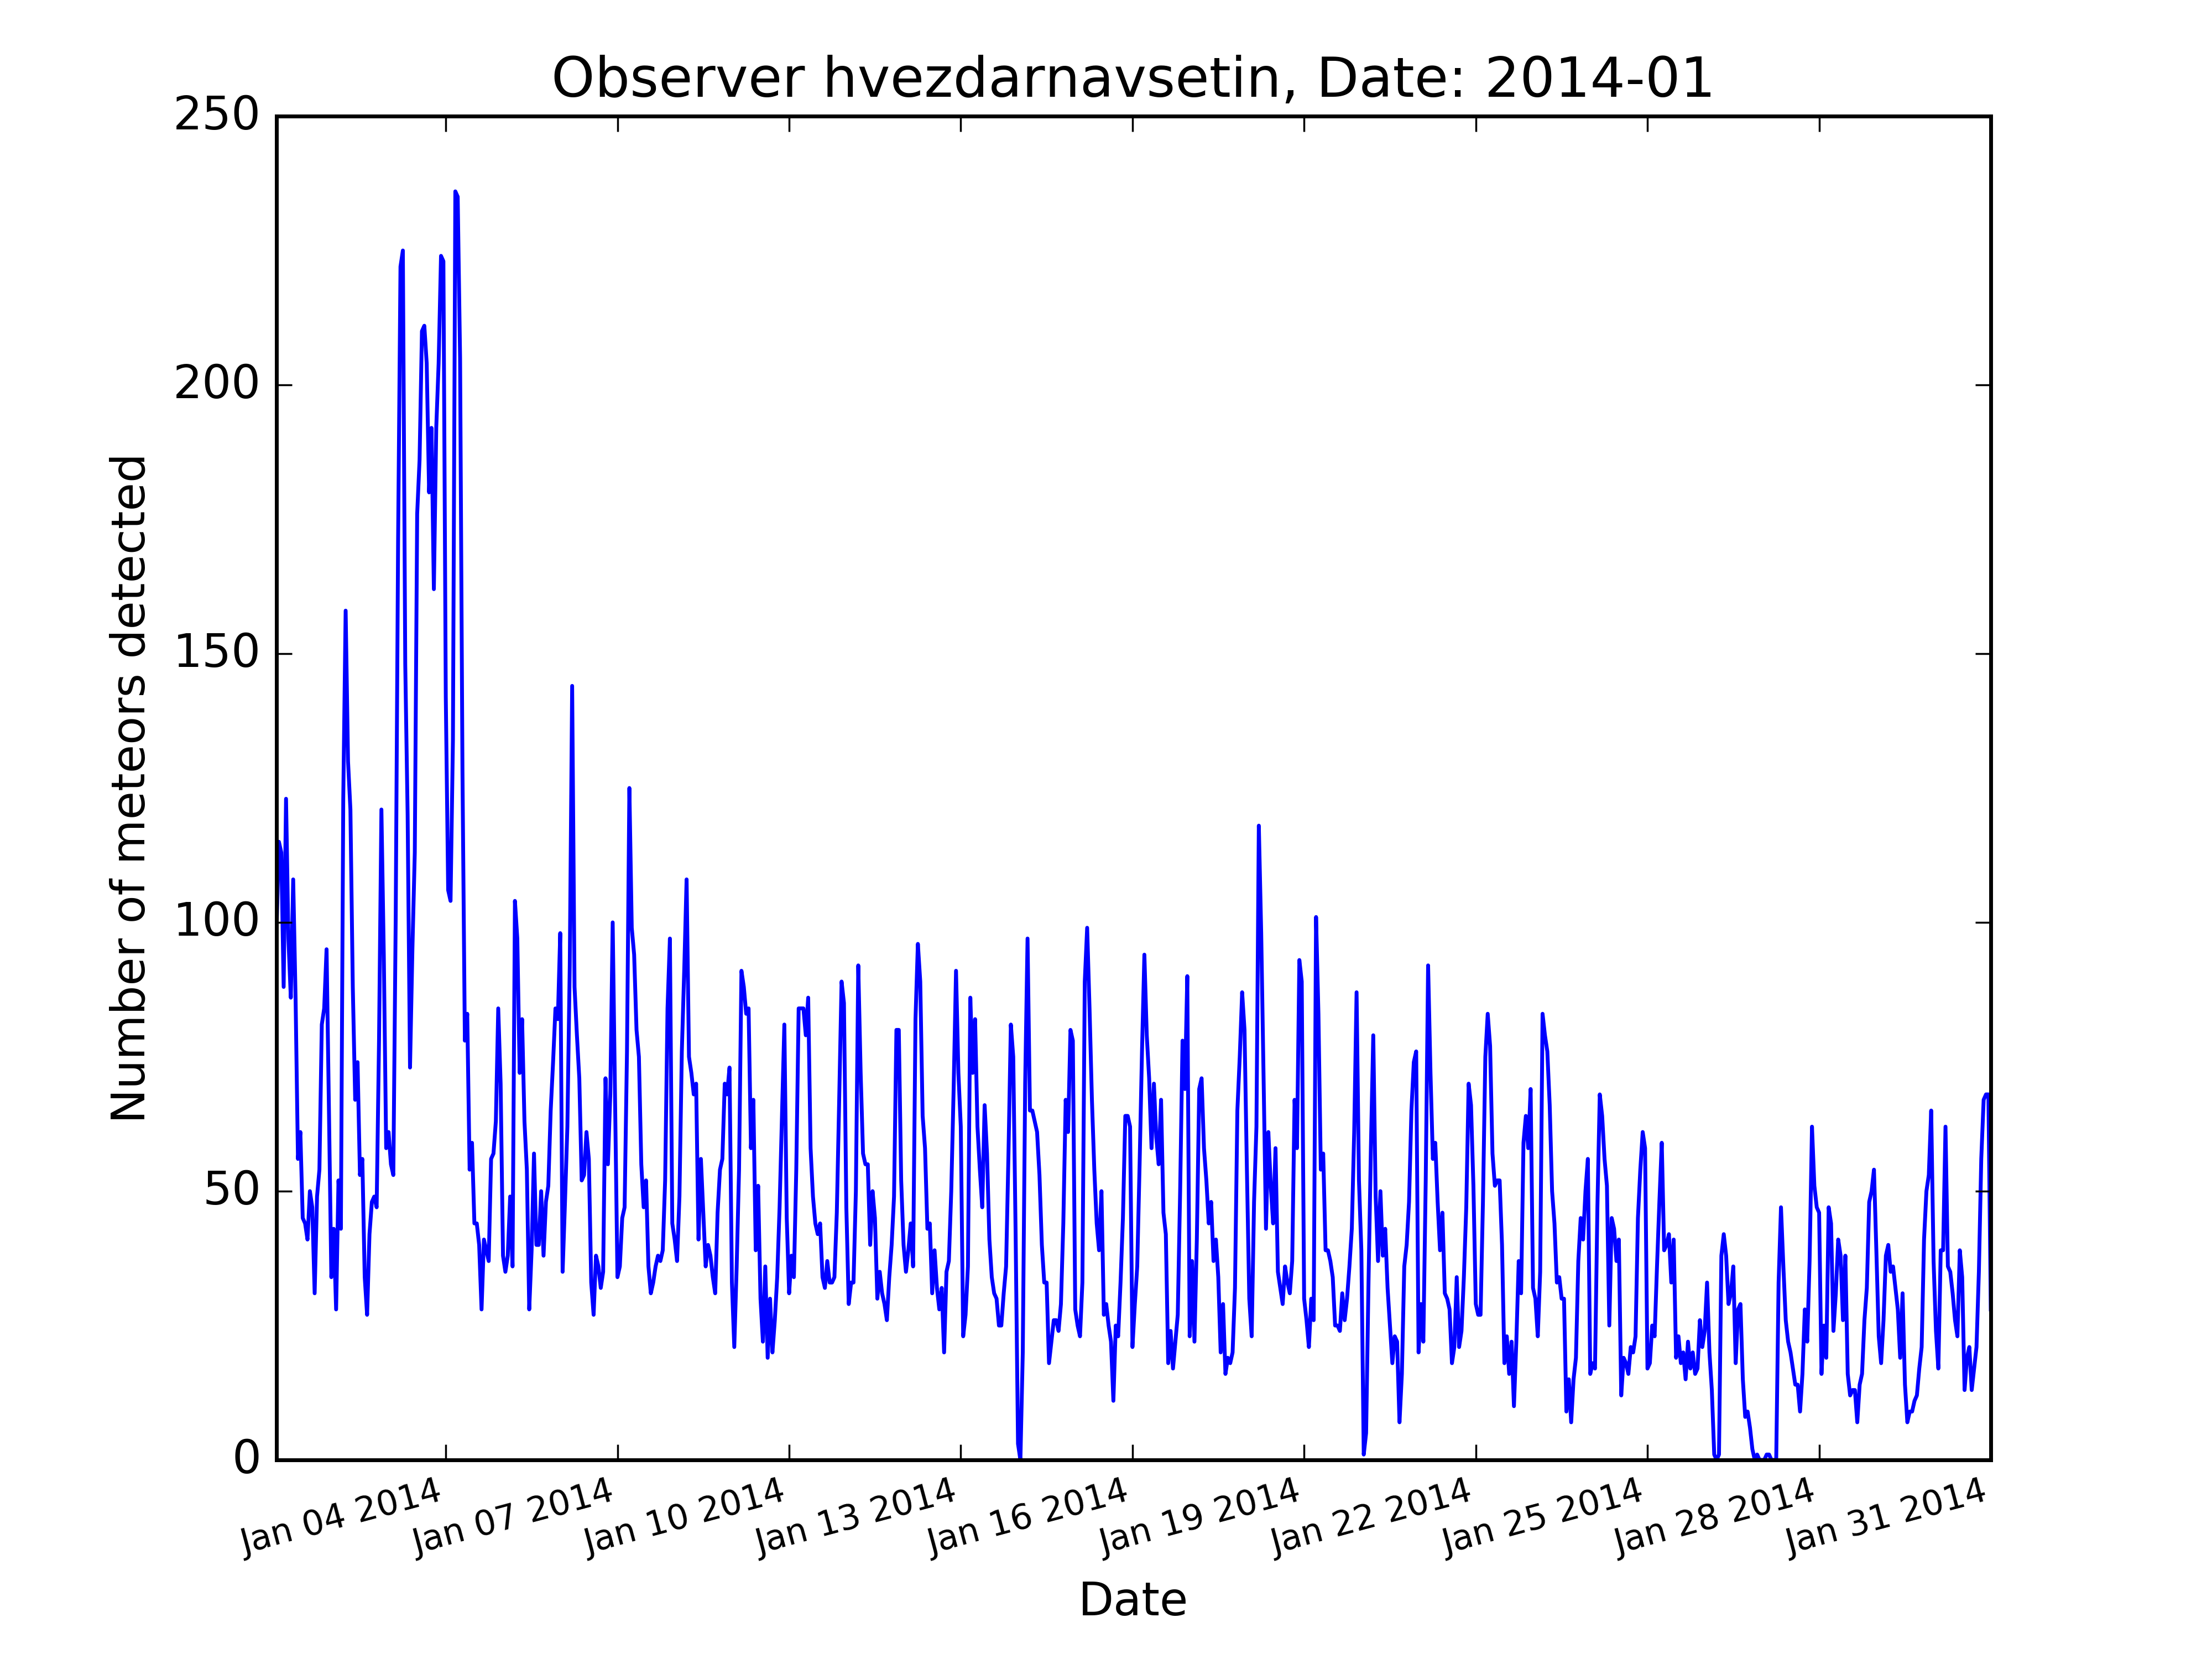 Observer hvezdarnavsetin, Date: 2014-01
250
200
150
100
50
0
Number of meteors detected
Jan 04 2014
Jan 07 2014
Jan 10 2014
Jan 13 2014
Jan 16 2014
Jan 19 2014
Jan 22 2014
Jan 25 2014
Jan 28 2014
Jan 31 2014
Date